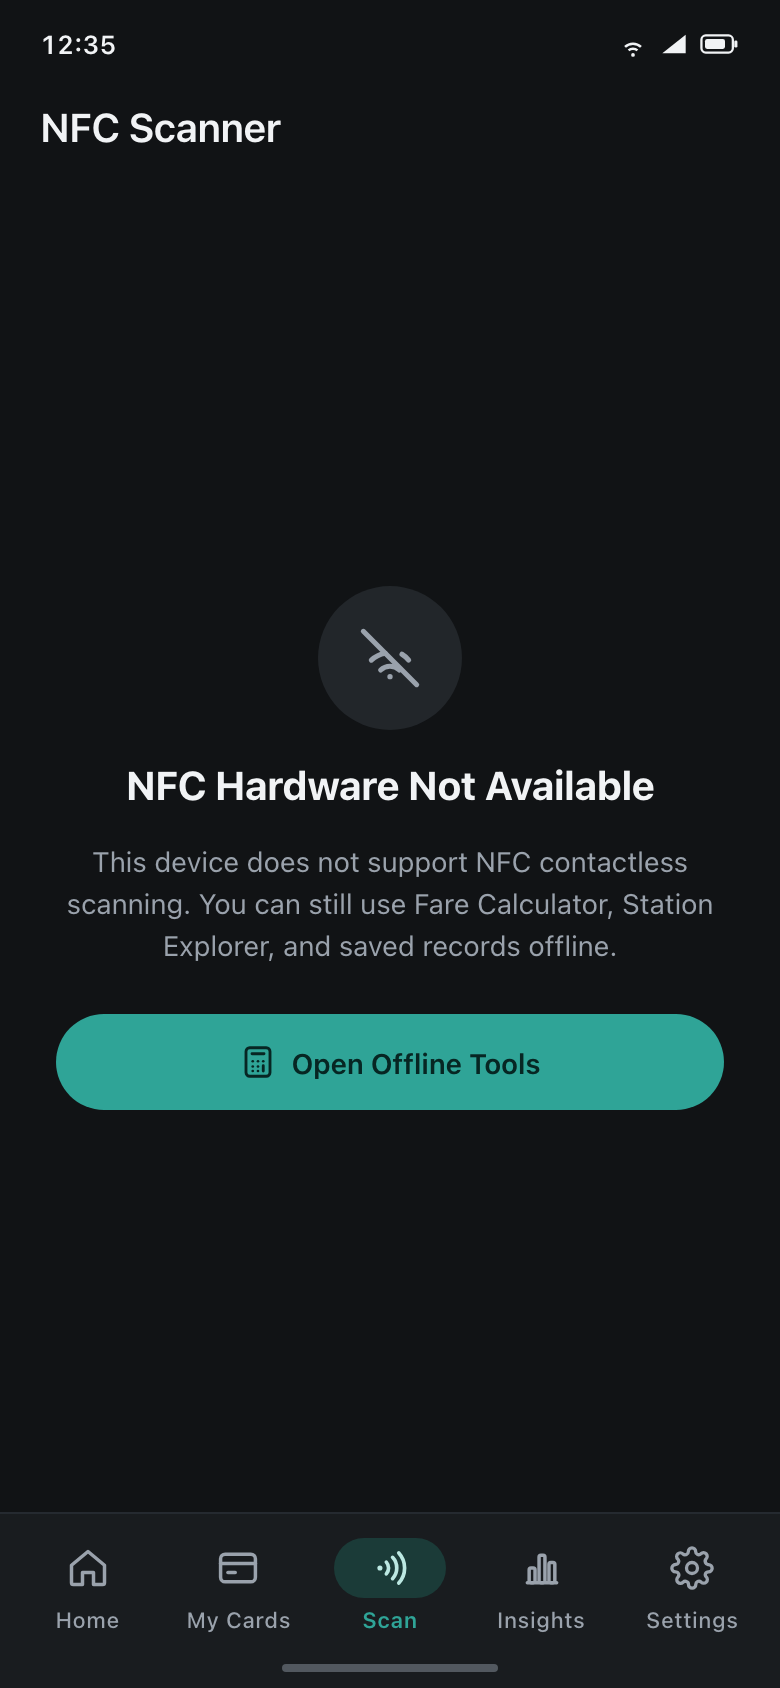 12:35
NFC Scanner
NFC Hardware Not Available
This device does not support NFC contactless
scanning. You can still use Fare Calculator, Station
Explorer, and saved records offline.
Open Offline Tools
Home
My Cards
Scan
Insights
Settings